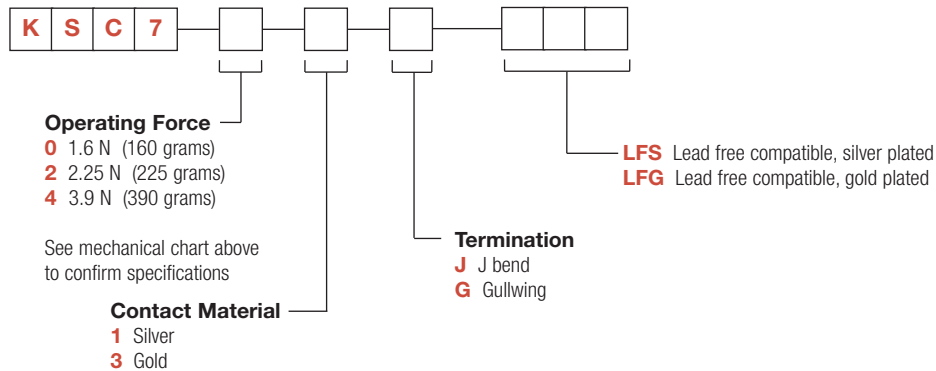 K S C 7
Operating Force
0 1.6 N (160 grams)
2 2.25 N (225 grams)
4 3.9 N (390 grams)
See mechanical chart above
to confirm specifications
Contact Material
1 Silver
3 Gold
Termination
J J bend
G Gullwing
LFS Lead free compatible, silver plated
LFG Lead free compatible, gold plated